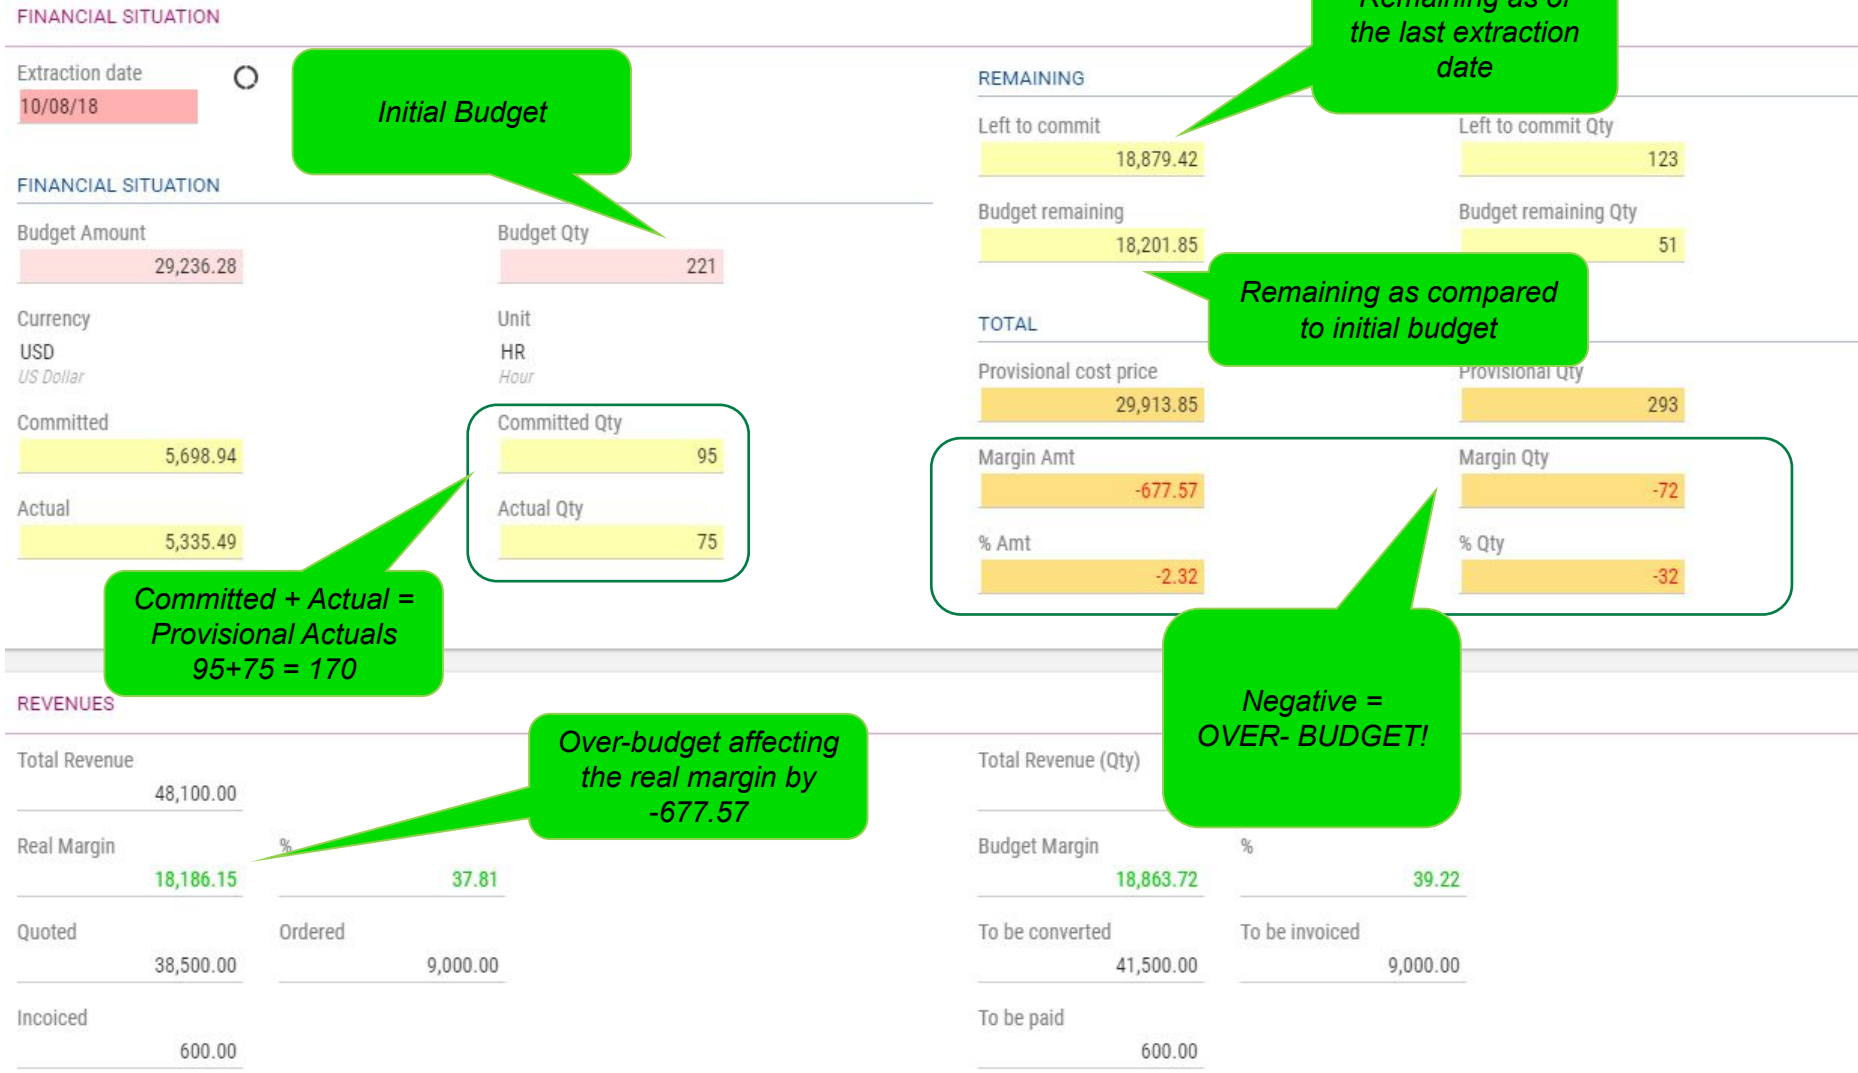 FINANCIAL SITUATION
Remaining as of
the last extraction
date
Extraction date
10/08/18
Initial Budget
REMAINING
Left to commit
Left to commit Qty
18,879.42
123
FINANCIAL SITUATION
Budget remaining
Budget remaining Qty
18,201.85
51
Budget Amount
Budget Qty
29,236.28
221
Remaining as compared
to initial budget
Currency
Unit
USD
HR
US Dollar
Hour
TOTAL
Provisional cost price
Provisional Qty
29,913.85
293
Committed
Committed Qty
5,698.94
95
Margin Amt
Margin Qty
-677.57
-72
Actual
Actual Qty
5,335.49
75
% Amt
% Qty
-2.32
-32
Committed + Actual =
Provisional Actuals
95+75 = 170
Negative =
OVER- BUDGET!
REVENUES
Over-budget affecting
the real margin by
-677.57
Total Revenue
48,100.00
Total Revenue (Qty)
Real Margin
%
18,186.15
37.81
Budget Margin
%
18,863.72
39.22
Quoted
Ordered
38,500.00
9,000.00
To be converted
To be invoiced
41,500.00
9,000.00
Incoiced
600.00
To be paid
600.00